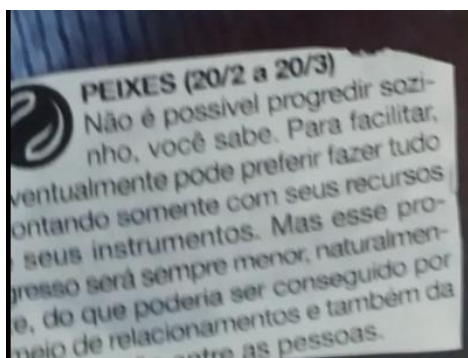 PEIXES (20/2 a 20/3)
Não é possível progredir sozi-
nho, você sabe. Para facilitar,
ventualmente pode preferir fazer tudo
ontando somente com seus recursos
seus instrumentos. Mas esse pro-
gresso será sempre menor, naturalmen-
e, do que poderia ser conseguido por
meio de relacionamentos e também da
entre as pessoas.